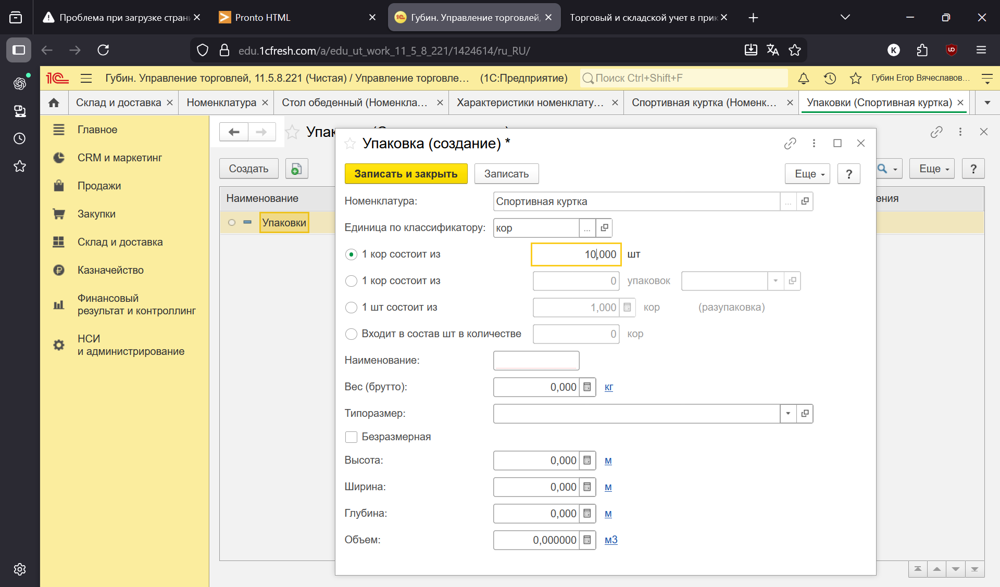 Проблема при загрузке страни
Pronto HTML
Губин. Управление торговлей,
Торговый и складской учет в прик
edu.1cfresh.com/a/edu_ut_work_11_5_8_221/1424614/ru_RU/
K
1С
Губин. Управление торговлей, 11.5.8.221 (Чистая) / Управление торговле... (1С:Предприятие)
Поиск Ctrl+Shift+F
Губин Егор Вячеславов...
Склад и доставка
Номенклатура
Стол обеденный (Номенкла...
Характеристики номенклату...
Спортивная куртка (Номенк...
Упаковки (Спортивная куртка)
Главное
CRM и маркетинг
Продажи
Закупки
Склад и доставка
Казначейство
Финансовый
результат и контроллинг
НСИ
и администрирование
Создать
Еще
?
Наименование
ения
Упаковки
Упаковка (создание) *
Записать и закрыть
Записать
Еще
?
Номенклатура: Спортивная куртка ...
Единица по классификатору: кор ...
1 кор состоит из 10,000 шт
1 кор состоит из 0 упаковок
1 шт состоит из 1,000 кор (разупаковка)
Входит в состав шт в количестве 0 кор
Наименование:
Вес (брутто): 0,000 кг
Типоразмер:
Безразмерная
Высота: 0,000 м
Ширина: 0,000 м
Глубина: 0,000 м
Объем: 0,000000 м3